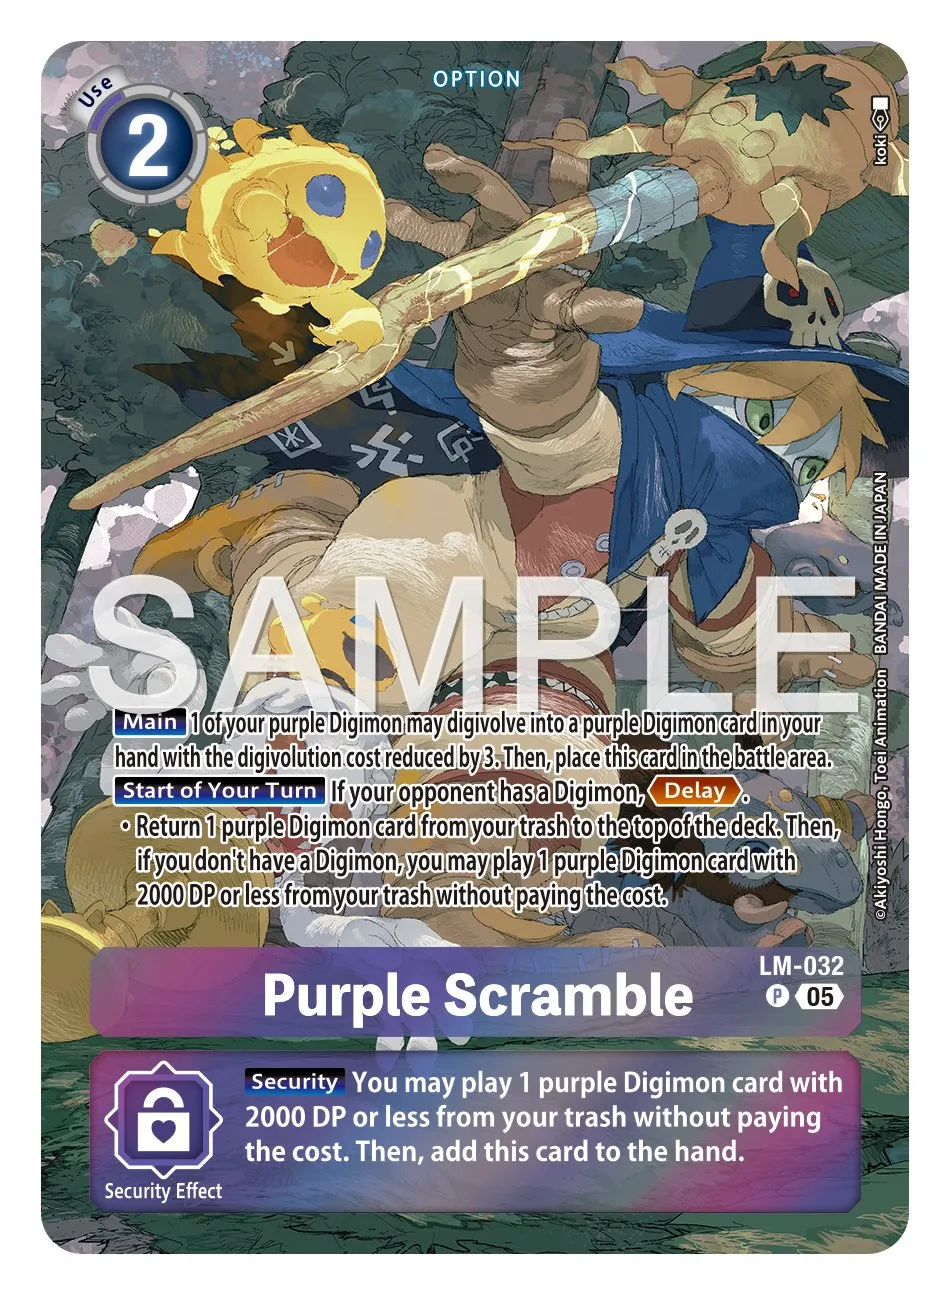 OPTION
Use
2
koki
SAMPLE
Main 1 of your purple Digimon may digivolve into a purple Digimon card in your
hand with the digivolution cost reduced by 3. Then, place this card in the battle area.
Start of Your Turn If your opponent has a Digimon, Delay.
• Return 1 purple Digimon card from your trash to the top of the deck. Then,
if you don't have a Digimon, you may play 1 purple Digimon card with
2000 DP or less from your trash without paying the cost.
©Akiyoshi Hongo, Toei Animation BANDAI MADE IN JAPAN
LM-032
Purple Scramble
P 05
Security You may play 1 purple Digimon card with
2000 DP or less from your trash without paying
the cost. Then, add this card to the hand.
Security Effect